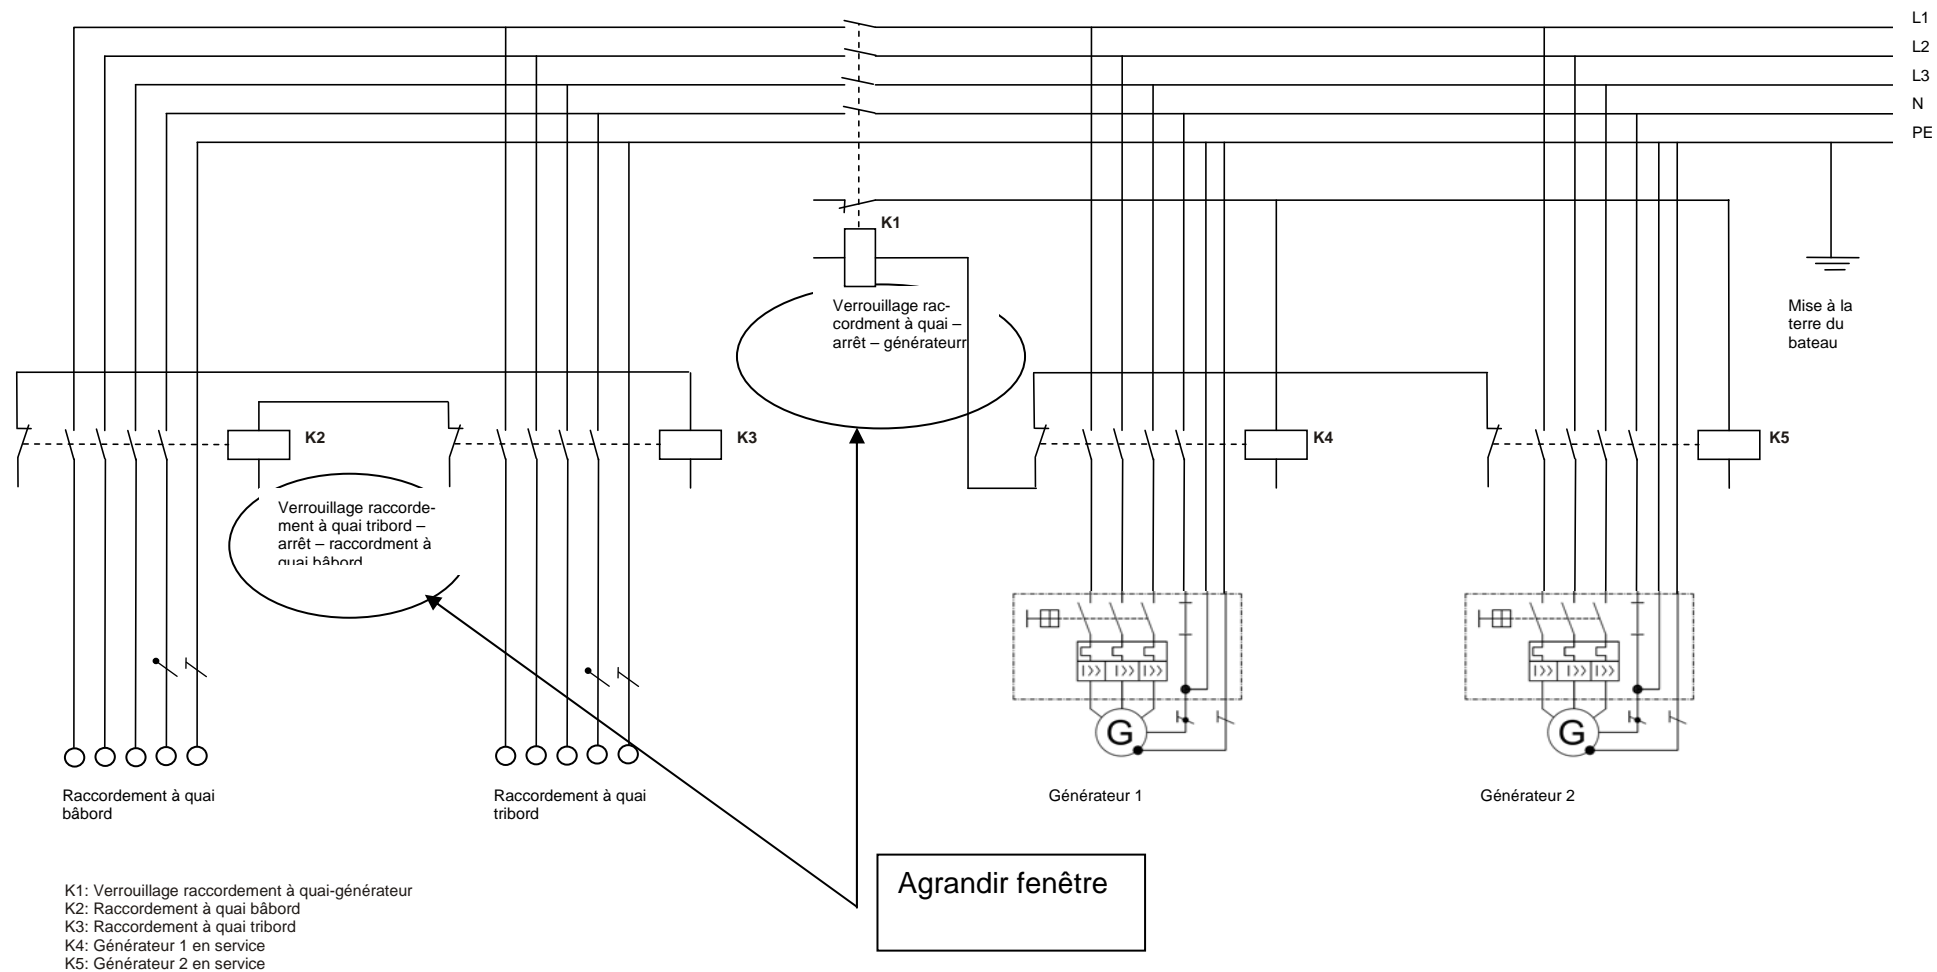 L1
L2
L3
N
PE
K1
Verrouillage rac-
cordment à quai –
arrêt – générateurr
Mise à la
terre du
bateau
K2
K3
K4
K5
Verrouillage raccorde-
ment à quai tribord –
arrêt – raccordment à
quai bâbord
I>>
I>>
I>>
I>>
I>>
I>>
G
G
Raccordement à quai
bâbord
Raccordement à quai
tribord
Générateur 1
Générateur 2
Agrandir fenêtre
K1: Verrouillage raccordement à quai-générateur
K2: Raccordement à quai bâbord
K3: Raccordement à quai tribord
K4: Générateur 1 en service
K5: Générateur 2 en service